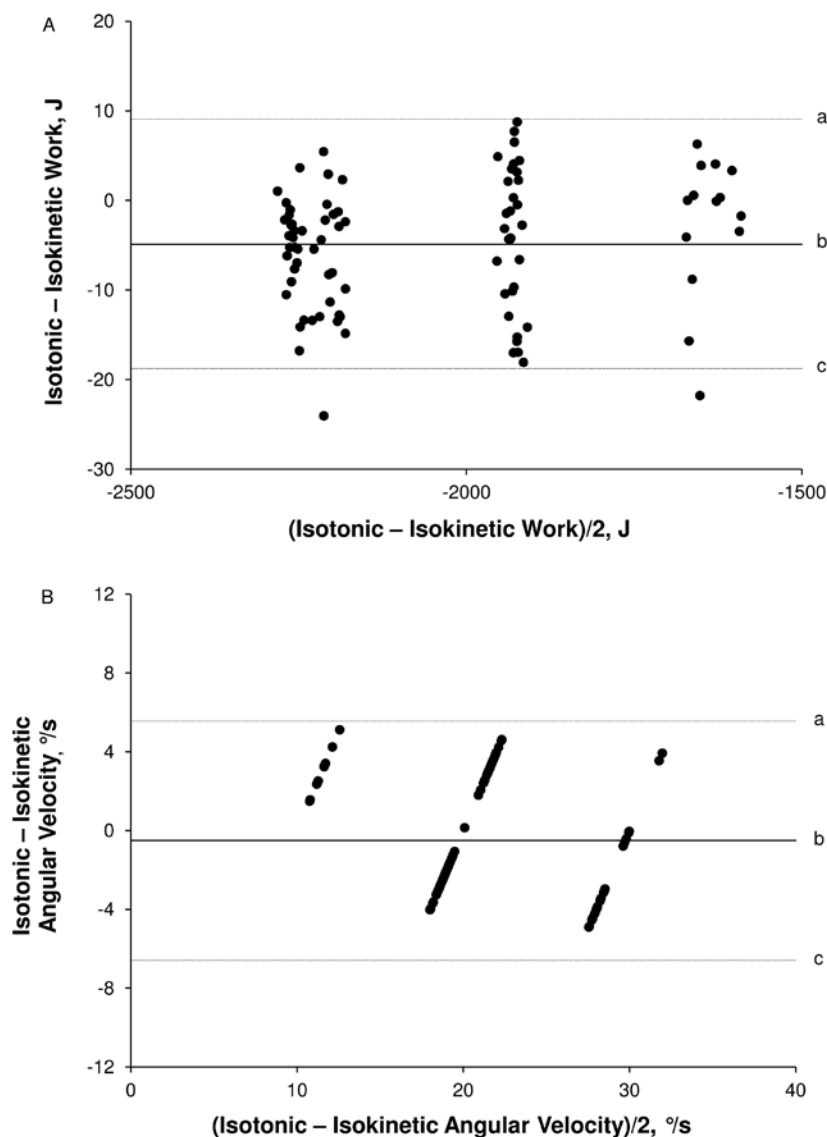 A
20
10
0
-10
-20
-30
Isotonic – Isokinetic Work, J
a
b
c
-2500 -2000 -1500
(Isotonic – Isokinetic Work)/2, J
B
12
8
4
0
-4
-8
-12
Isotonic – Isokinetic
Angular Velocity, °/s
a
b
c
0 10 20 30 40
(Isotonic – Isokinetic Angular Velocity)/2, °/s